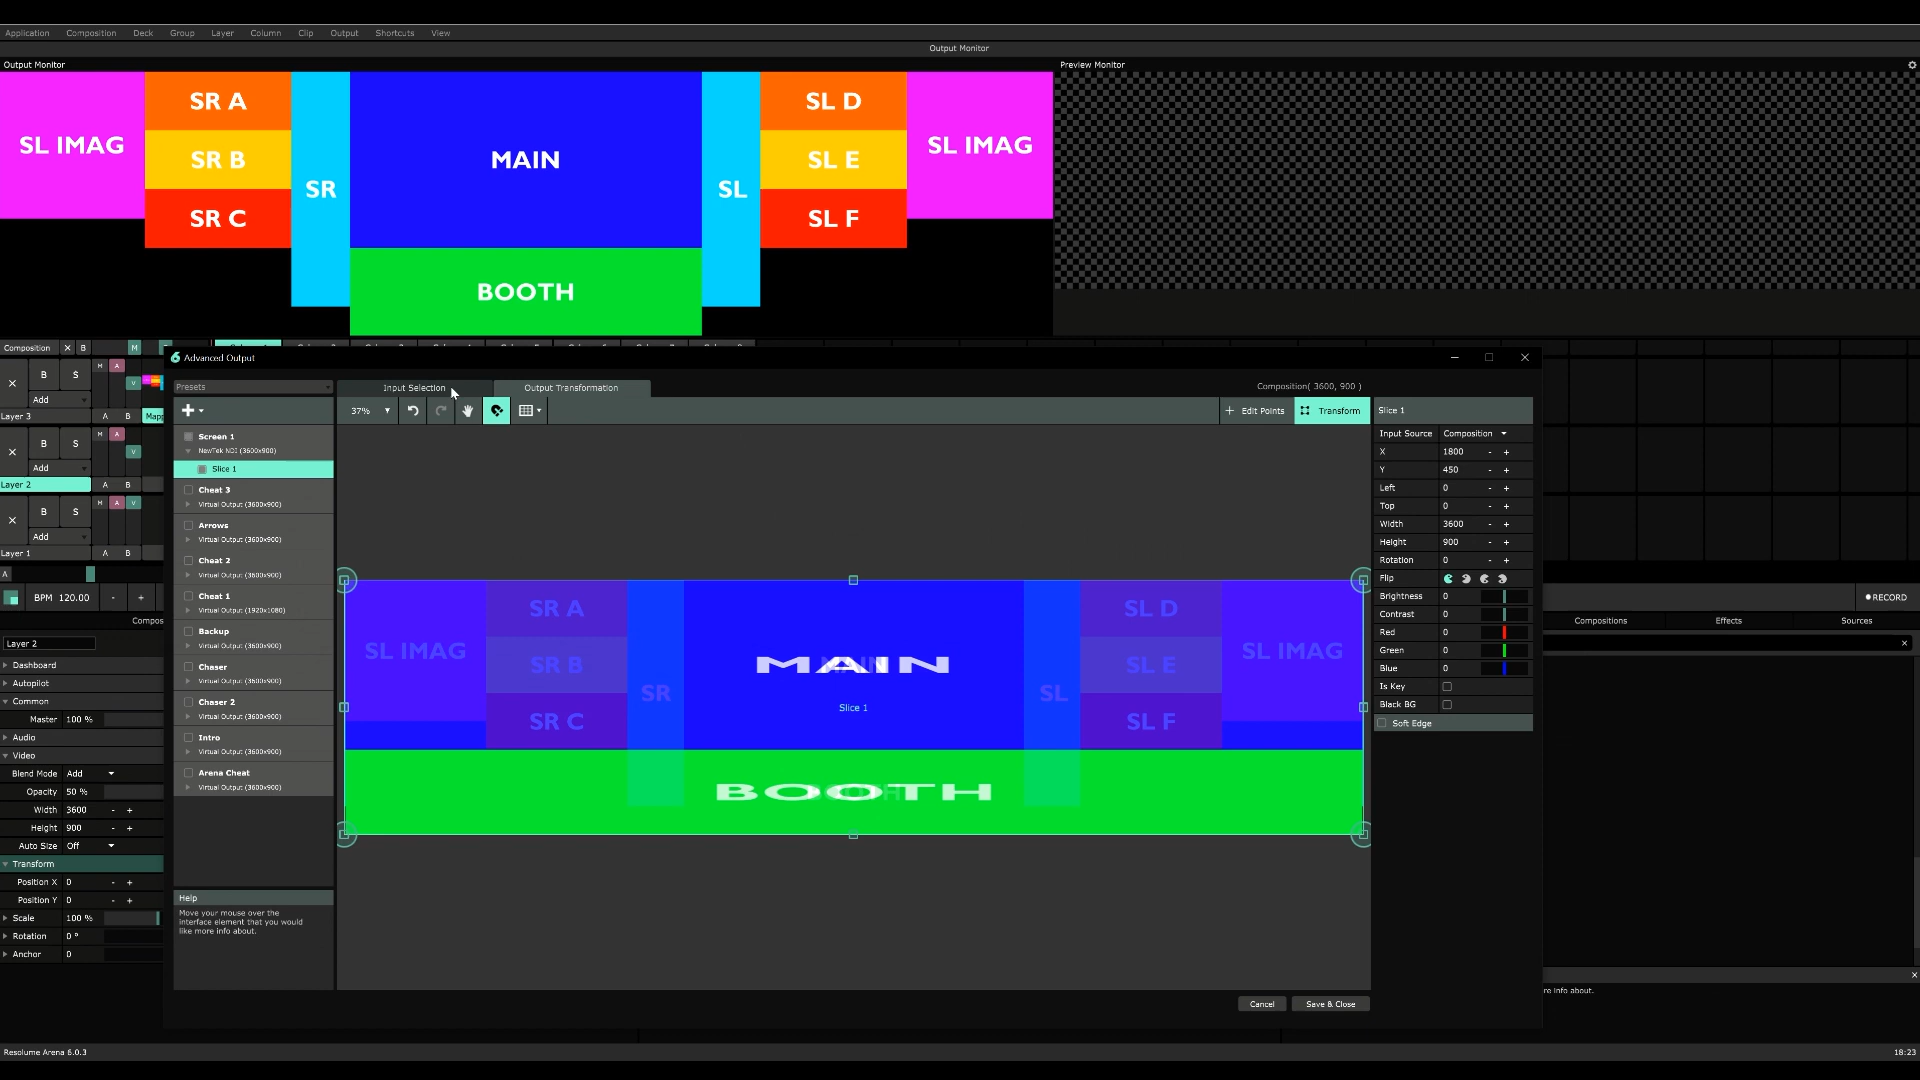 Application Composition Deck Group Layer Column Clip Output Shortcuts View
Output Monitor
Output Monitor
Preview Monitor
SL IMAG
SR A
SR B
SR C
SR
MAIN
BOOTH
SL
SL D
SL E
SL F
SL IMAG
Composition X B M
Advanced Output
Presets
Input Selection
Output Transformation
Composition( 3600, 900 )
37%
Edit Points
Transform
Slice 1
B S M A V
Add
Layer 3 A B Mapp
B S M A V
Add
Layer 2 A B
B S M A V
Add
Layer 1 A B
A
BPM 120.00 - +
Compos
Layer 2
Dashboard
Autopilot
Common
Master 100 %
Audio
Video
Blend Mode Add
Opacity 50 %
Width 3600 - +
Height 900 - +
Auto Size Off
Transform
Position X 0 - +
Position Y 0 - +
Scale 100 %
Rotation 0 °
Anchor 0
Screen 1
NewTek NDI (3600x900)
Slice 1
Cheat 3
Virtual Output (3600x900)
Arrows
Virtual Output (3600x900)
Cheat 2
Virtual Output (3600x900)
Cheat 1
Virtual Output (1920x1080)
Backup
Virtual Output (3600x900)
Chaser
Virtual Output (3600x900)
Chaser 2
Virtual Output (3600x900)
Intro
Virtual Output (3600x900)
Arena Cheat
Virtual Output (3600x900)
Help
Move your mouse over the
interface element that you would
like more info about.
SL IMAG
SR A
SR B
SR C
SR
MAIN
Slice 1
BOOTH
SL
SL D
SL E
SL F
SL IMAG
Input Source Composition
X 1800 - +
Y 450 - +
Left 0 - +
Top 0 - +
Width 3600 - +
Height 900 - +
Rotation 0 - +
Flip
Brightness 0
Contrast 0
Red 0
Green 0
Blue 0
Is Key
Black BG
Soft Edge
Cancel
Save & Close
RECORD
Compositions Effects Sources
re info about.
Resolume Arena 6.0.3
18:23